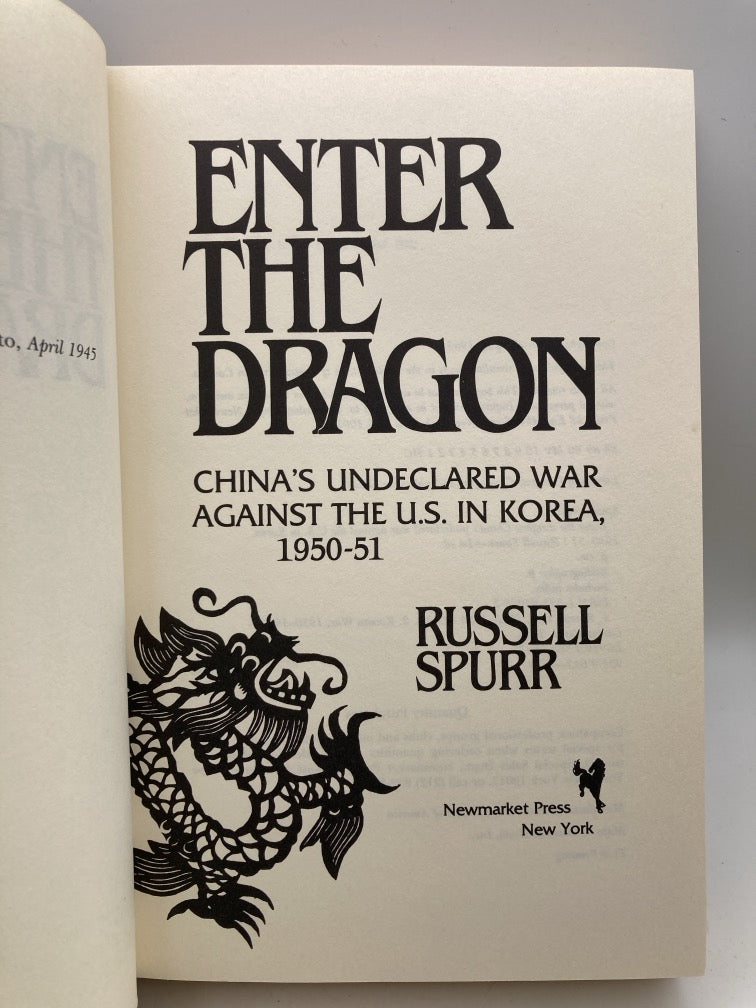 to, April 1945
ENTER
THE
DRAGON
CHINA'S UNDECLARED WAR
AGAINST THE U.S. IN KOREA,
1950-51
RUSSELL
SPURR
Newmarket Press
New York